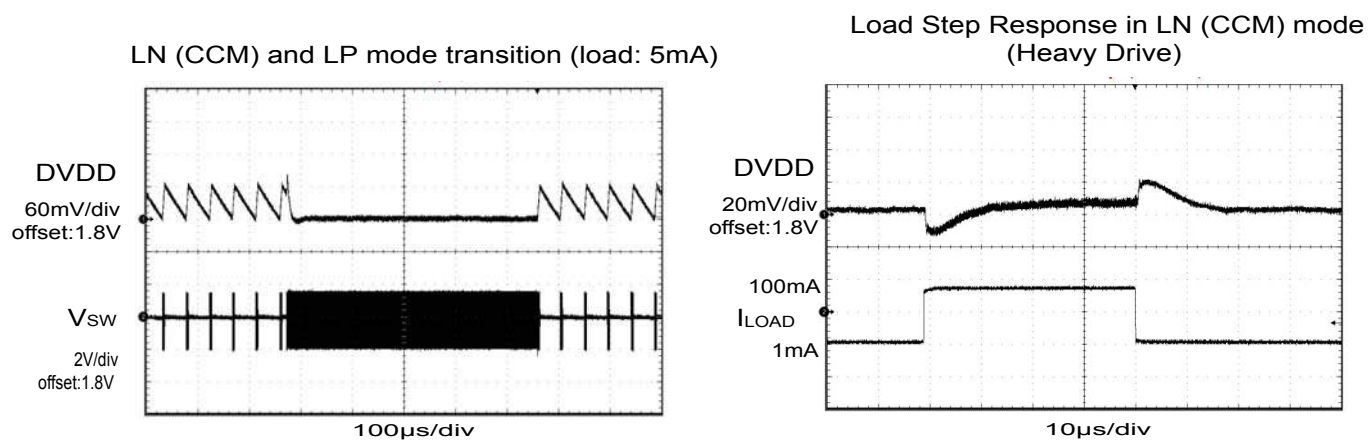 LN (CCM) and LP mode transition (load: 5mA)
DVDD
60mV/div
offset:1.8V
VSW
2V/div
offset:1.8V
100µs/div
Load Step Response in LN (CCM) mode
(Heavy Drive)
DVDD
20mV/div
offset:1.8V
100mA
ILOAD
1mA
10µs/div